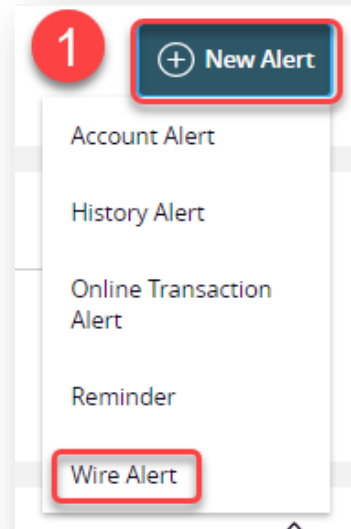 1
New Alert
Account Alert
History Alert
Online Transaction
Alert
Reminder
Wire Alert